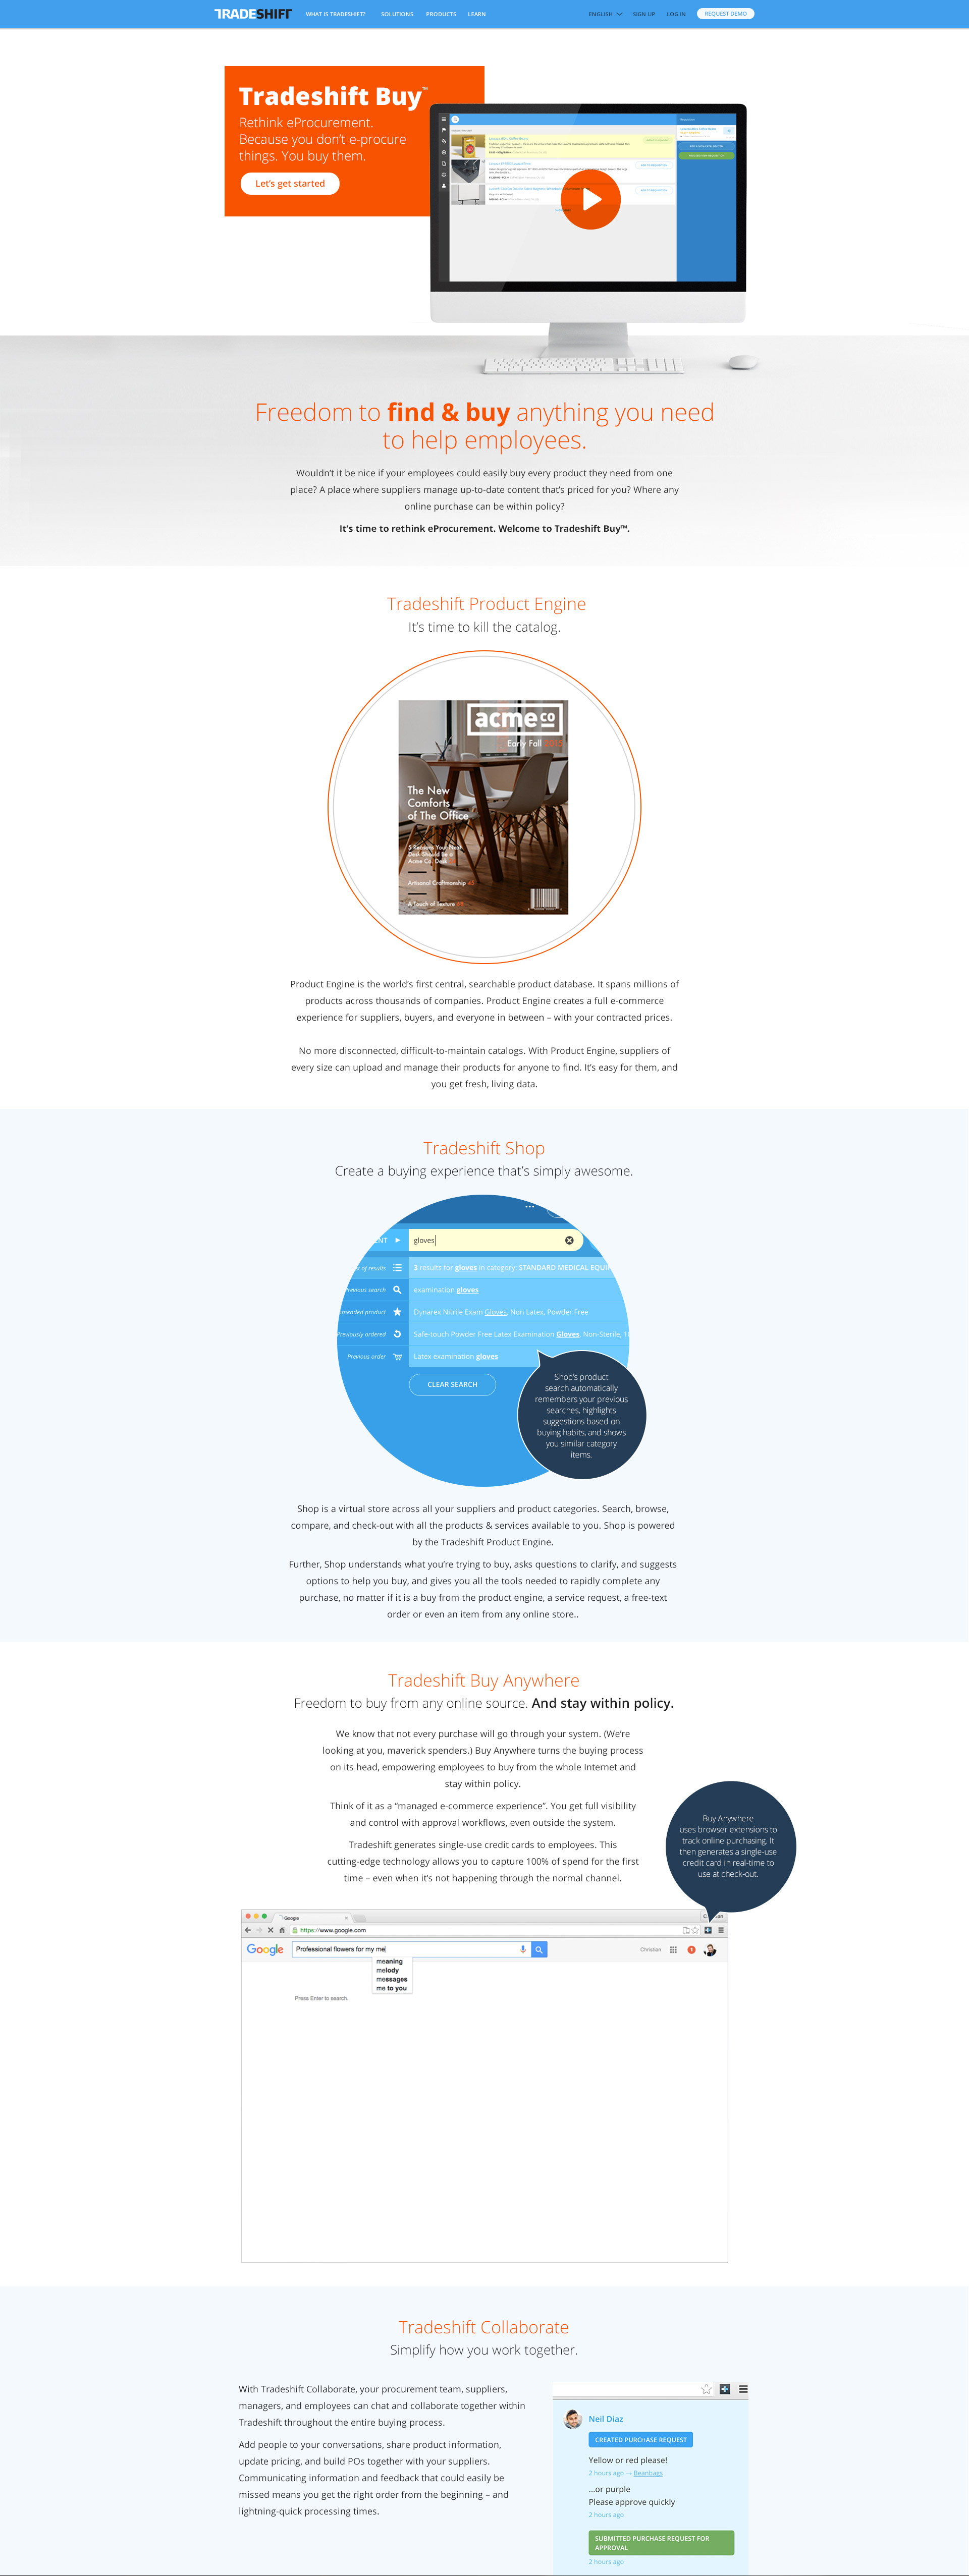 TRADESHIFT
WHAT IS TRADESHIFT? SOLUTIONS PRODUCTS LEARN ENGLISH SIGN UP LOG IN REQUEST DEMO
Tradeshift Buy™
Rethink eProcurement.
Because you don't e-procure
things. You buy them.
Let's get started
Freedom to find & buy anything you need
to help employees.
Wouldn't it be nice if your employees could easily buy every product they need from one
place? A place where suppliers manage up-to-date content that's priced for you? Where any
online purchase can be within policy?
It's time to rethink eProcurement. Welcome to Tradeshift Buy™.
Tradeshift Product Engine
It's time to kill the catalog.
acme co
Early Fall
The New
Comforts
of The Office
5 Reasons Your Next
Desk Should Be a
Acme Co. Desk
Artisanal Craftmanship 45
A Touch of Texture
Product Engine is the world's first central, searchable product database. It spans millions of
products across thousands of companies. Product Engine creates a full e-commerce
experience for suppliers, buyers, and everyone in between – with your contracted prices.
No more disconnected, difficult-to-maintain catalogs. With Product Engine, suppliers of
every size can upload and manage their products for anyone to find. It's easy for them, and
you get fresh, living data.
Tradeshift Shop
Create a buying experience that's simply awesome.
ENT
gloves
t of results 3 results for gloves in category: STANDARD MEDICAL EQUIP
Previous search examination gloves
mmended product Dynarex Nitrile Exam Gloves, Non Latex, Powder Free
Previously ordered Safe-touch Powder Free Latex Examination Gloves, Non-Sterile, 1
Previous order Latex examination gloves
CLEAR SEARCH
Shop's product
search automatically
remembers your previous
searches, highlights
suggestions based on
buying habits, and shows
you similar category
items.
Shop is a virtual store across all your suppliers and product categories. Search, browse,
compare, and check-out with all the products & services available to you. Shop is powered
by the Tradeshift Product Engine.
Further, Shop understands what you're trying to buy, asks questions to clarify, and suggests
options to help you buy, and gives you all the tools needed to rapidly complete any
purchase, no matter if it is a buy from the product engine, a service request, a free-text
order or even an item from any online store..
Tradeshift Buy Anywhere
Freedom to buy from any online source. And stay within policy.
We know that not every purchase will go through your system. (We're
looking at you, maverick spenders.) Buy Anywhere turns the buying process
on its head, empowering employees to buy from the whole Internet and
stay within policy.
Think of it as a “managed e-commerce experience”. You get full visibility
and control with approval workflows, even outside the system.
Tradeshift generates single-use credit cards to employees. This
cutting-edge technology allows you to capture 100% of spend for the first
time – even when it's not happening through the normal channel.
Buy Anywhere
uses browser extensions to
track online purchasing. It
then generates a single-use
credit card in real-time to
use at check-out.
Google
https://www.google.com
Google Professional flowers for my me Christian 1
meaning
melody
messages
me to you
Press Enter to search.
Tradeshift Collaborate
Simplify how you work together.
With Tradeshift Collaborate, your procurement team, suppliers,
managers, and employees can chat and collaborate together within
Tradeshift throughout the entire buying process.
Add people to your conversations, share product information,
update pricing, and build POs together with your suppliers.
Communicating information and feedback that could easily be
missed means you get the right order from the beginning – and
lightning-quick processing times.
Neil Diaz
CREATED PURCHASE REQUEST
Yellow or red please!
2 hours ago → Beanbags
...or purple
Please approve quickly
2 hours ago
SUBMITTED PURCHASE REQUEST FOR
APPROVAL
2 hours ago